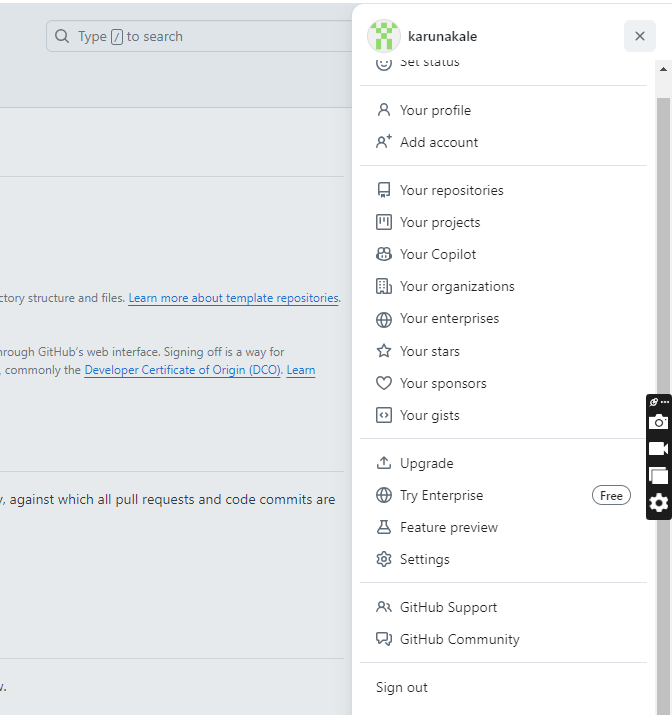 Type / to search
karunakale
Set status
Your profile
Add account
Your repositories
Your projects
Your Copilot
Your organizations
Your enterprises
Your stars
Your sponsors
Your gists
Upgrade
Try Enterprise Free
Feature preview
Settings
GitHub Support
GitHub Community
Sign out
ctory structure and files. Learn more about template repositories.
hrough GitHub's web interface. Signing off is a way for
, commonly the Developer Certificate of Origin (DCO). Learn
, against which all pull requests and code commits are